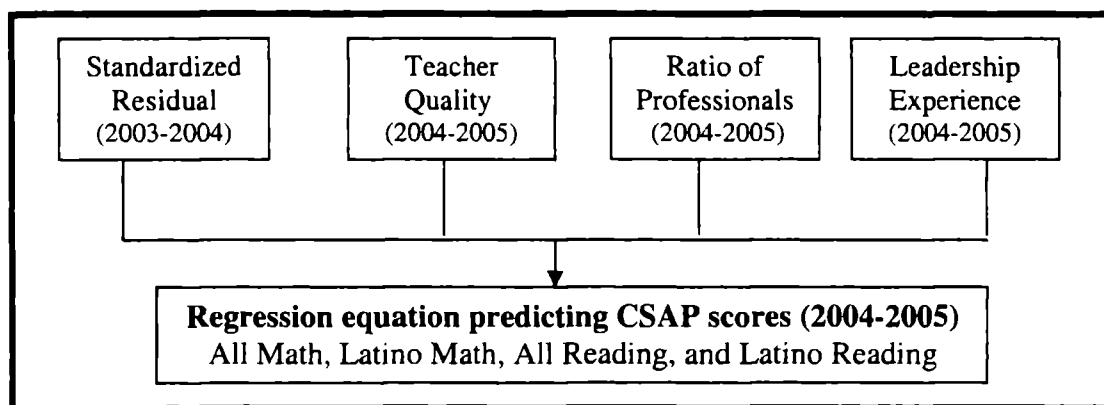 Standardized
Residual
(2003-2004)
Teacher
Quality
(2004-2005)
Ratio of
Professionals
(2004-2005)
Leadership
Experience
(2004-2005)
Regression equation predicting CSAP scores (2004-2005)
All Math, Latino Math, All Reading, and Latino Reading